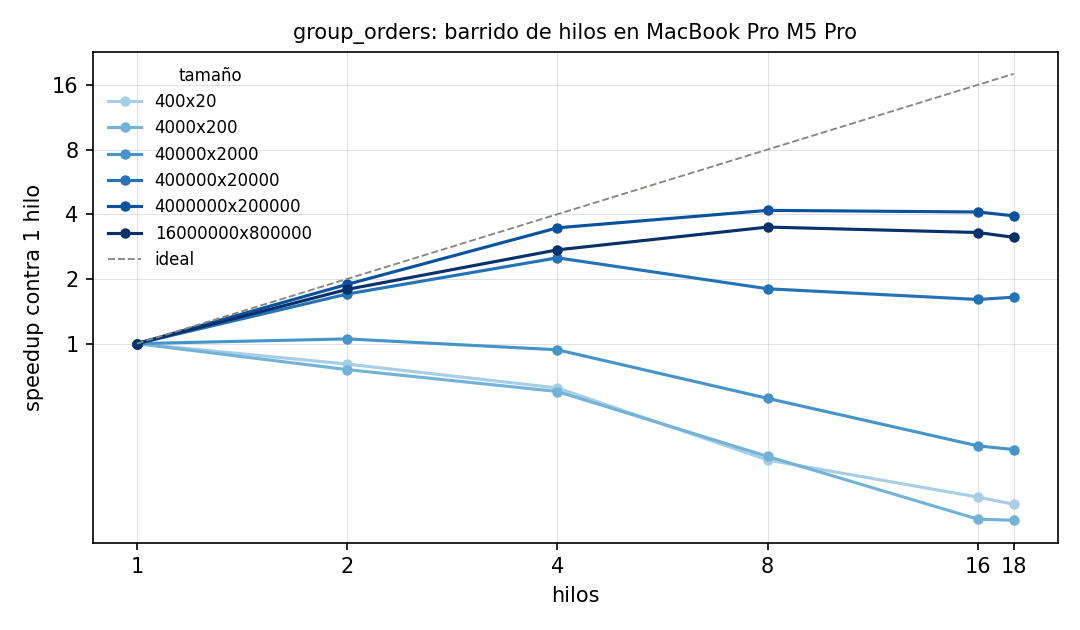 group_orders: barrido de hilos en MacBook Pro M5 Pro
speedup contra 1 hilo
16
8
4
2
1
tamaño
400x20
4000x200
40000x2000
400000x20000
4000000x200000
16000000x800000
ideal
1 2 4 8 16 18
hilos